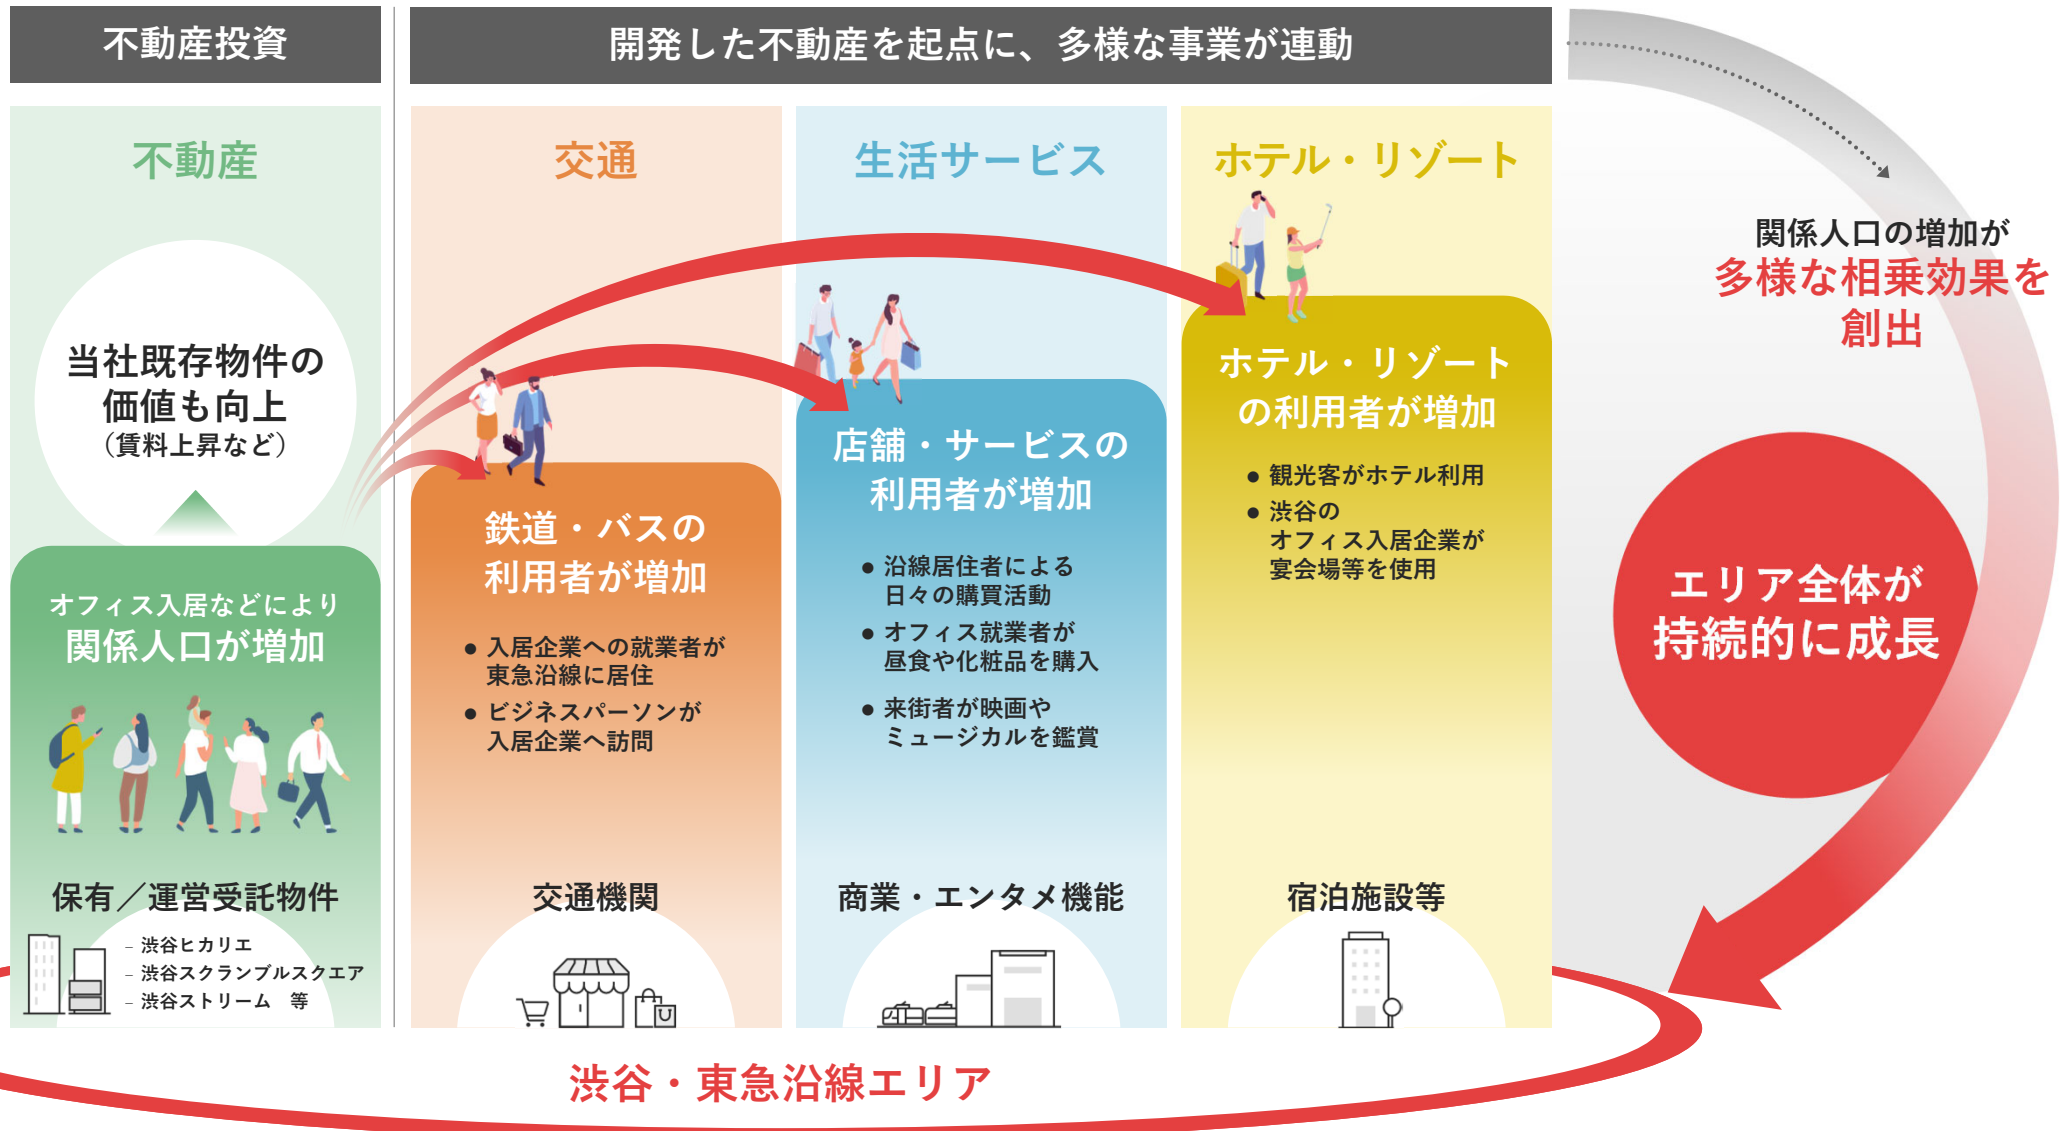 不動産投資
開発した不動産を起点に、多様な事業が連動
不動産
当社既存物件の
価値も向上
（賃料上昇など）
オフィス入居などにより
関係人口が増加
保有／運営受託物件
– 渋谷ヒカリエ
– 渋谷スクランブルスクエア
– 渋谷ストリーム　等
交通
鉄道・バスの
利用者が増加
● 入居企業への就業者が
東急沿線に居住
● ビジネスパーソンが
入居企業へ訪問
交通機関
生活サービス
店舗・サービスの
利用者が増加
● 沿線居住者による
日々の購買活動
● オフィス就業者が
昼食や化粧品を購入
● 来街者が映画や
ミュージカルを鑑賞
商業・エンタメ機能
ホテル・リゾート
ホテル・リゾート
の利用者が増加
● 観光客がホテル利用
● 渋谷の
オフィス入居企業が
宴会場等を使用
宿泊施設等
関係人口の増加が
多様な相乗効果を
創出
エリア全体が
持続的に成長
渋谷・東急沿線エリア